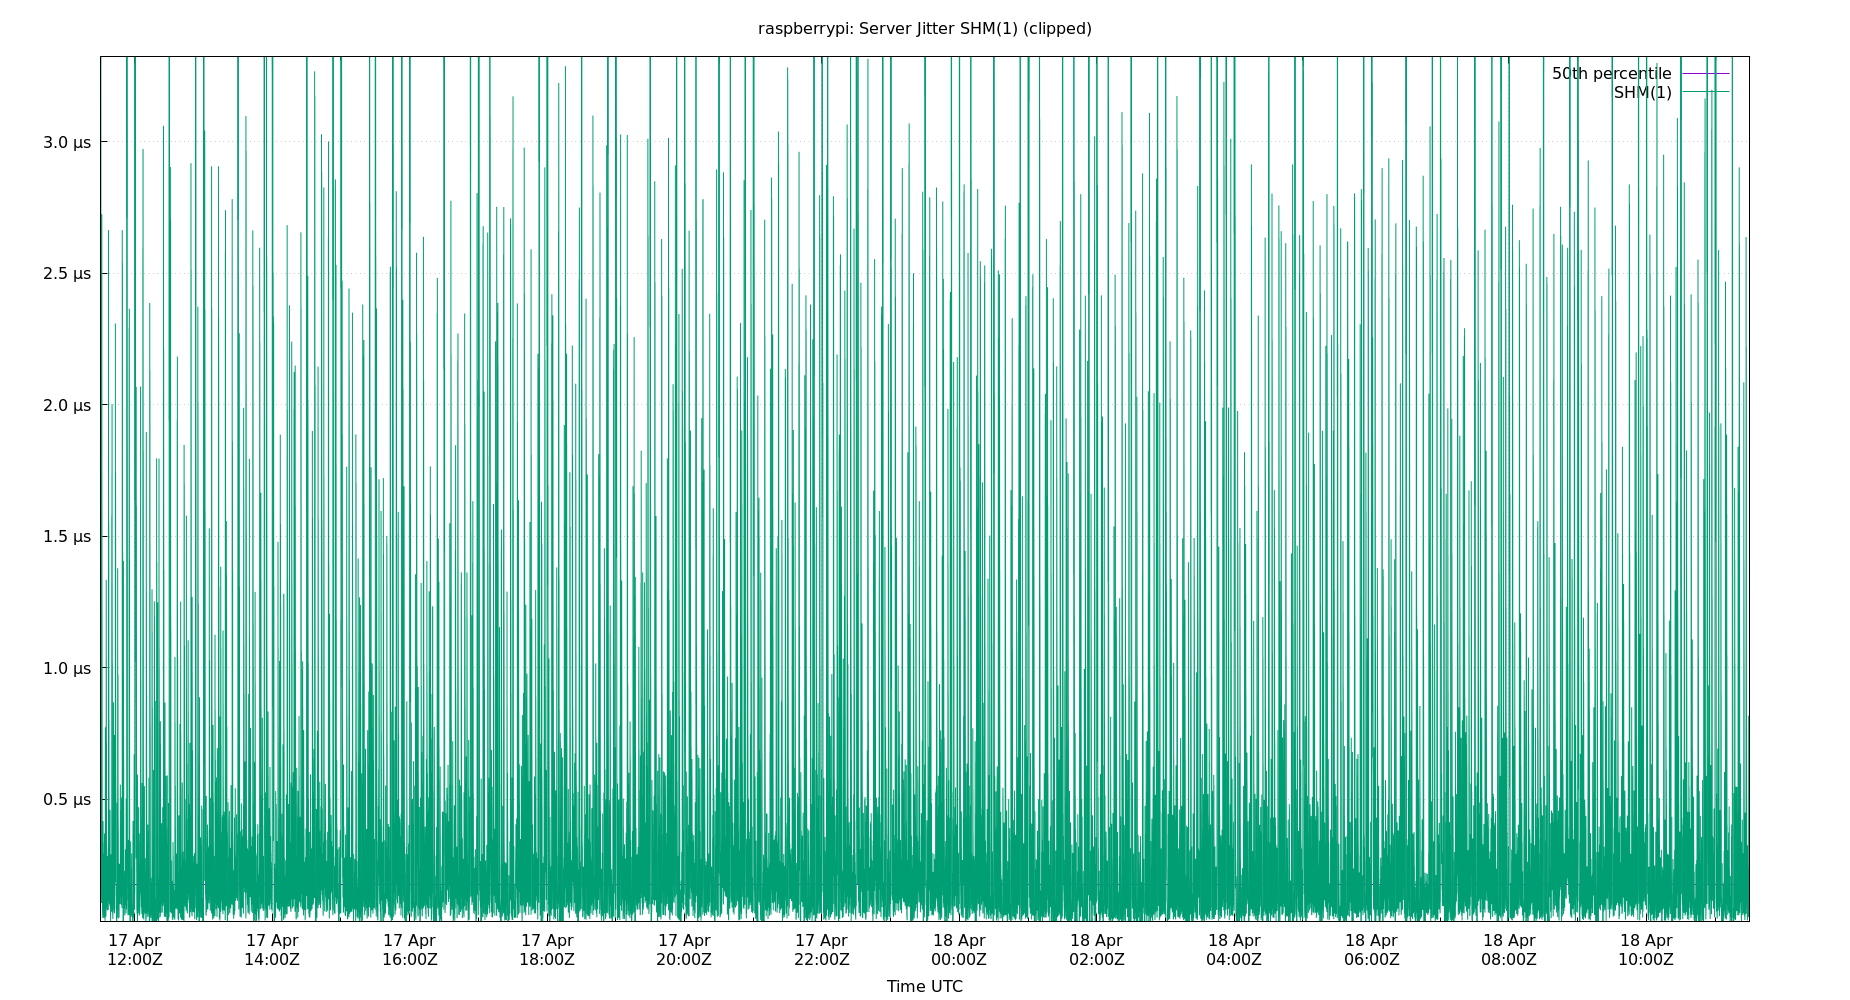 raspberrypi: Server Jitter SHM(1) (clipped)
50th percentile
SHM(1)
3.0 µs
2.5 µs
2.0 µs
1.5 µs
1.0 µs
0.5 µs
17 Apr 17 Apr 17 Apr 17 Apr 17 Apr 17 Apr 18 Apr 18 Apr 18 Apr 18 Apr 18 Apr 18 Apr
12:00Z 14:00Z 16:00Z 18:00Z 20:00Z 22:00Z 00:00Z 02:00Z 04:00Z 06:00Z 08:00Z 10:00Z
Time UTC